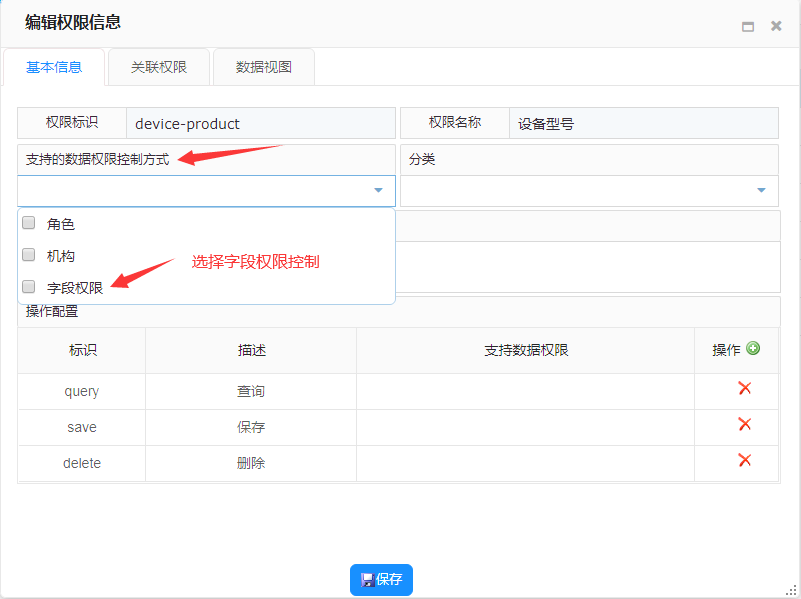 编辑权限信息
基本信息 关联权限 数据视图
权限标识 device-product 权限名称 设备型号
支持的数据权限控制方式 分类
角色
机构
字段权限 选择字段权限控制
操作配置
标识 描述 支持数据权限 操作
query 查询
save 保存
delete 删除
保存